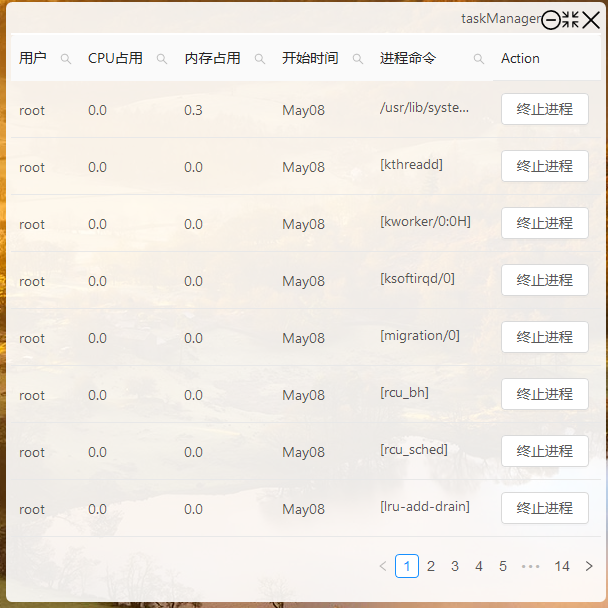 taskManager
用户 CPU占用 内存占用 开始时间 进程命令 Action
root 0.0 0.3 May08 /usr/lib/syste... 终止进程
root 0.0 0.0 May08 [kthreadd] 终止进程
root 0.0 0.0 May08 [kworker/0:0H] 终止进程
root 0.0 0.0 May08 [ksoftirqd/0] 终止进程
root 0.0 0.0 May08 [migration/0] 终止进程
root 0.0 0.0 May08 [rcu_bh] 终止进程
root 0.0 0.0 May08 [rcu_sched] 终止进程
root 0.0 0.0 May08 [lru-add-drain] 终止进程
< 1 2 3 4 5 ••• 14 >